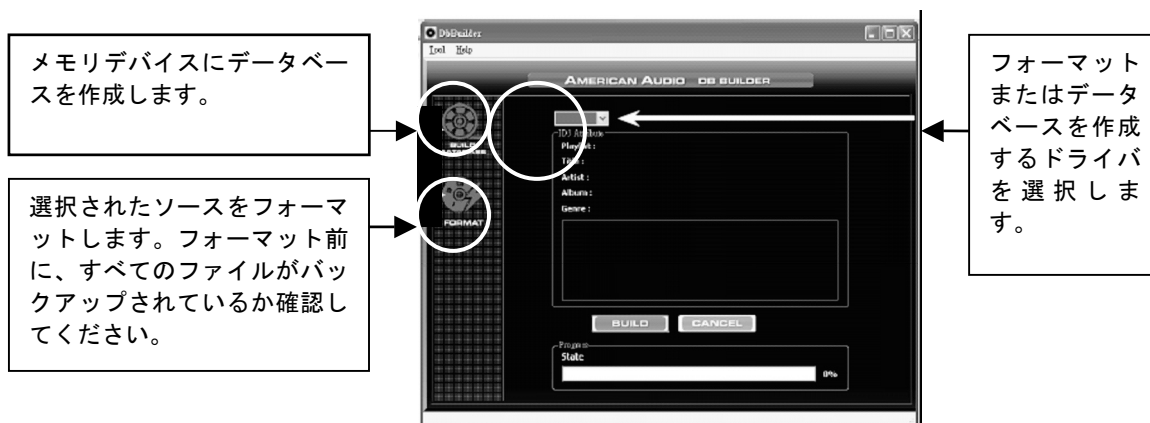 メモリデバイスにデータベー
スを作成します。
選択されたソースをフォーマ
ットします。フォーマット前
に、すべてのファイルがバッ
クアップされているか確認し
てください。
DbBuilder
Tool Help
AMERICAN AUDIO DB BUILDER
BUILD
FORMAT
ID3 Attribute
Playlist :
Title :
Artist :
Album :
Genre :
BUILD CANCEL
Progress
State
0%
フォーマット
またはデータ
ベースを作成
するドライバ
を選択しま
す。